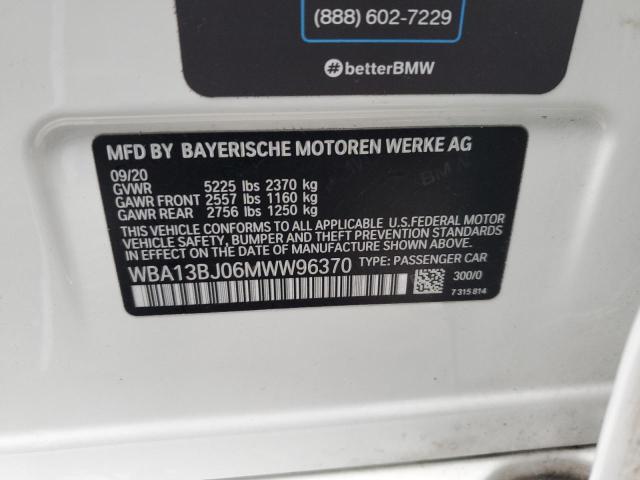 (888) 602-7229
#betterBMW
MFD BY BAYERISCHE MOTOREN WERKE AG
09/20
GVWR 5225 lbs 2370 kg
GAWR FRONT 2557 lbs 1160 kg
GAWR REAR 2756 lbs 1250 kg
THIS VEHICLE CONFORMS TO ALL APPLICABLE U.S.FEDERAL MOTOR
VEHICLE SAFETY, BUMPER AND THEFT PREVENTION STANDARDS
IN EFFECT ON THE DATE OF MANUFACTURE SHOWN ABOVE.
WBA13BJ06MWW96370 TYPE: PASSENGER CAR
300/0
7 315 814